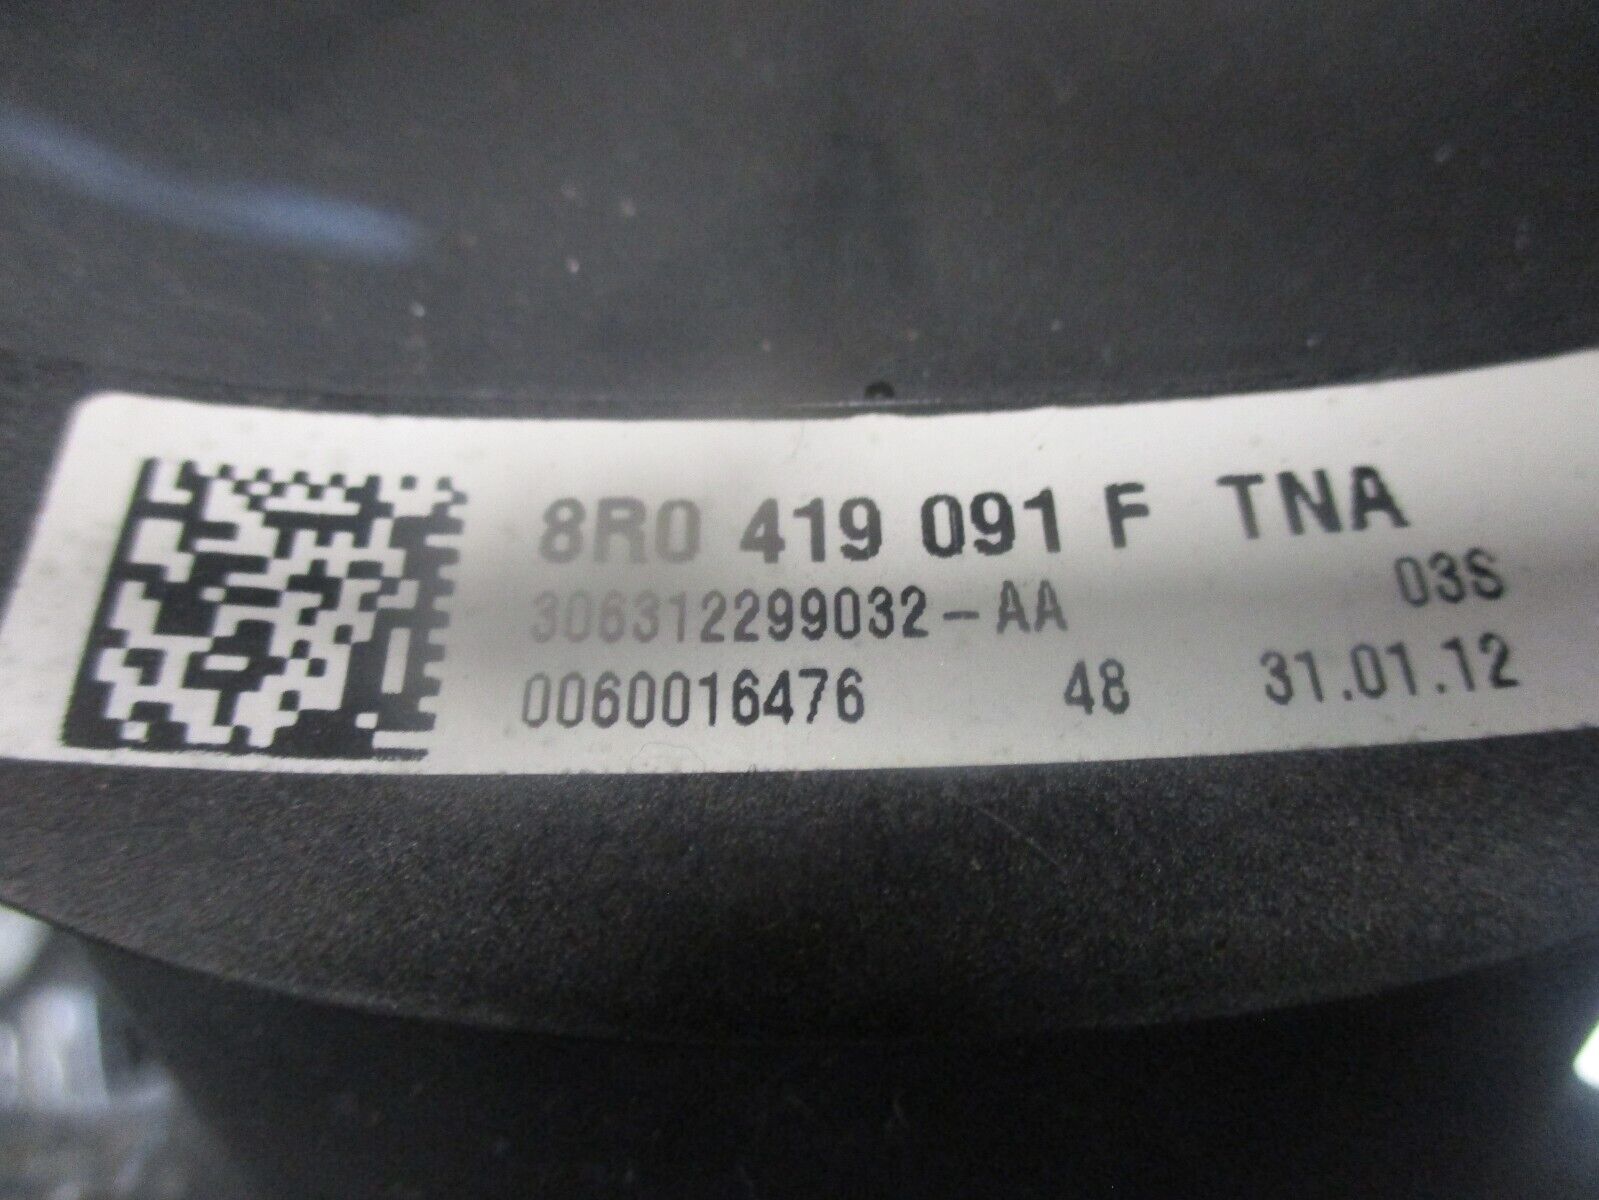 8R0 419 091 F TNA
306312299032-AA 03S
0060016476 48 31.01.12